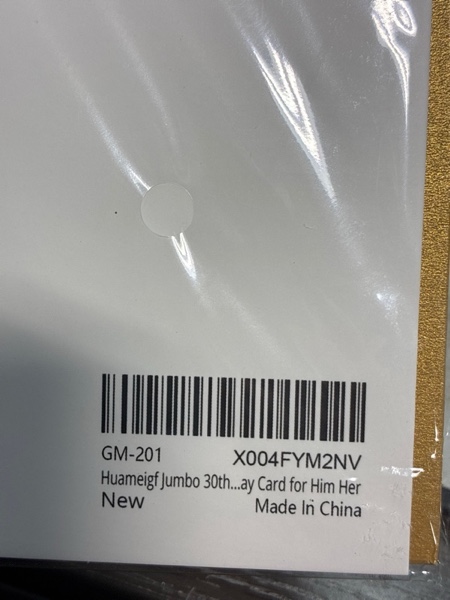 GM-201 X004FYM2NV
Huameigf Jumbo 30th...ay Card for Him Her
New Made In China